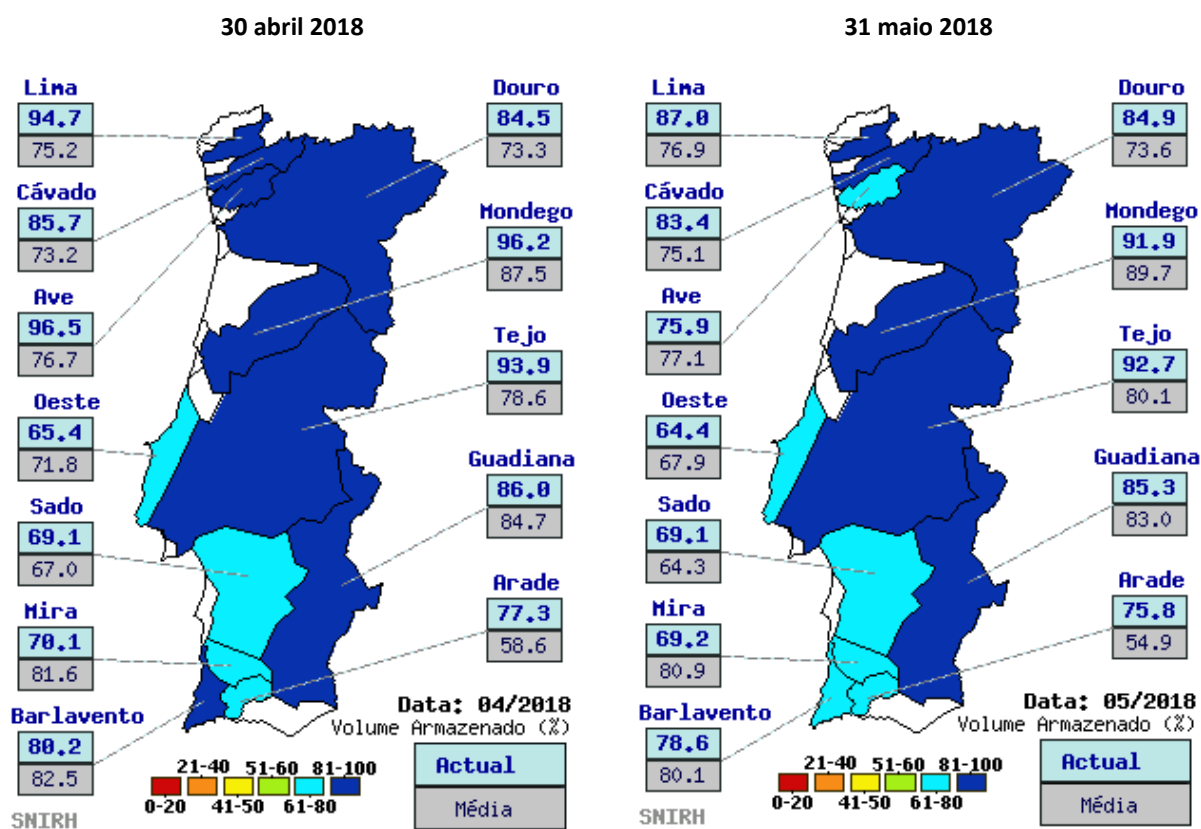 30 abril 2018
Lima
94.7
75.2
Douro
84.5
73.3
Cávado
85.7
73.2
Mondego
96.2
87.5
Ave
96.5
76.7
Tejo
93.9
78.6
Oeste
65.4
71.8
Guadiana
86.0
84.7
Sado
69.1
67.0
Arade
77.3
58.6
Mira
70.1
81.6
Barlavento
80.2
82.5
Data: 04/2018
Volume Armazenado (%)
Actual
Média
21-40 51-60 81-100
0-20 41-50 61-80
SNIRH
31 maio 2018
Lima
87.0
76.9
Douro
84.9
73.6
Cávado
83.4
75.1
Mondego
91.9
89.7
Ave
75.9
77.1
Tejo
92.7
80.1
Oeste
64.4
67.9
Guadiana
85.3
83.0
Sado
69.1
64.3
Arade
75.8
54.9
Mira
69.2
80.9
Barlavento
78.6
80.1
Data: 05/2018
Volume Armazenado (%)
Actual
Média
21-40 51-60 81-100
0-20 41-50 61-80
SNIRH